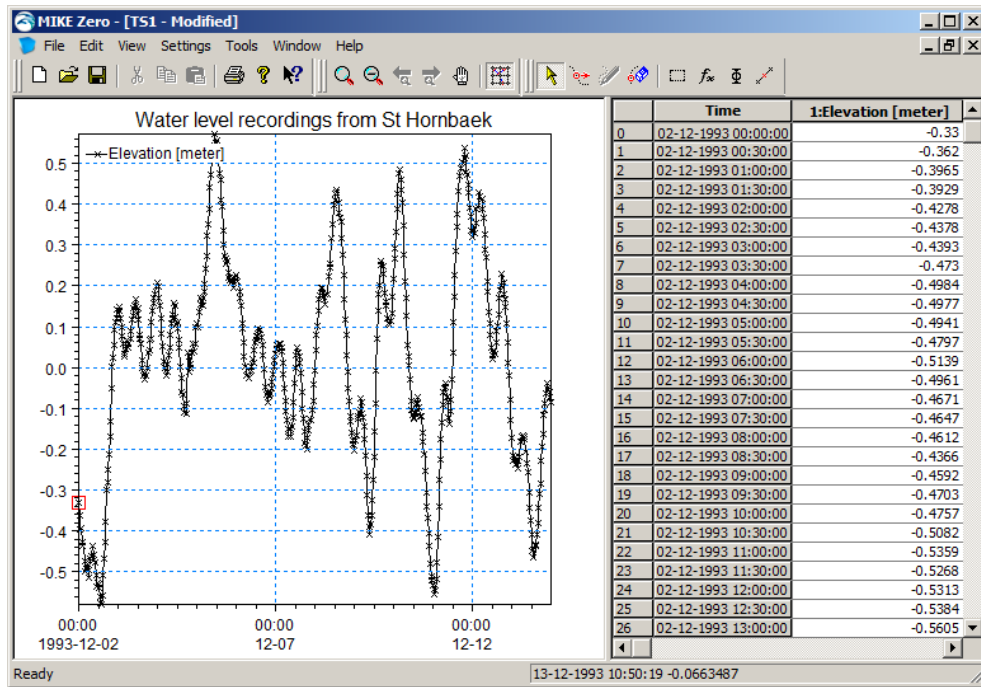 MIKE Zero - [TS1 - Modified]
File Edit View Settings Tools Window Help
Water level recordings from St Hornbaek
Elevation [meter]
0.5
0.4
0.3
0.2
0.1
0.0
-0.1
-0.2
-0.3
-0.4
-0.5
00:00 00:00 00:00
1993-12-02 12-07 12-12
Time 1:Elevation [meter]
0 02-12-1993 00:00:00 -0.33
1 02-12-1993 00:30:00 -0.362
2 02-12-1993 01:00:00 -0.3965
3 02-12-1993 01:30:00 -0.3929
4 02-12-1993 02:00:00 -0.4278
5 02-12-1993 02:30:00 -0.4378
6 02-12-1993 03:00:00 -0.4393
7 02-12-1993 03:30:00 -0.473
8 02-12-1993 04:00:00 -0.4984
9 02-12-1993 04:30:00 -0.4977
10 02-12-1993 05:00:00 -0.4941
11 02-12-1993 05:30:00 -0.4797
12 02-12-1993 06:00:00 -0.5139
13 02-12-1993 06:30:00 -0.4961
14 02-12-1993 07:00:00 -0.4671
15 02-12-1993 07:30:00 -0.4647
16 02-12-1993 08:00:00 -0.4612
17 02-12-1993 08:30:00 -0.4366
18 02-12-1993 09:00:00 -0.4592
19 02-12-1993 09:30:00 -0.4703
20 02-12-1993 10:00:00 -0.4757
21 02-12-1993 10:30:00 -0.5082
22 02-12-1993 11:00:00 -0.5359
23 02-12-1993 11:30:00 -0.5268
24 02-12-1993 12:00:00 -0.5313
25 02-12-1993 12:30:00 -0.5384
26 02-12-1993 13:00:00 -0.5605
Ready 13-12-1993 10:50:19 -0.0663487